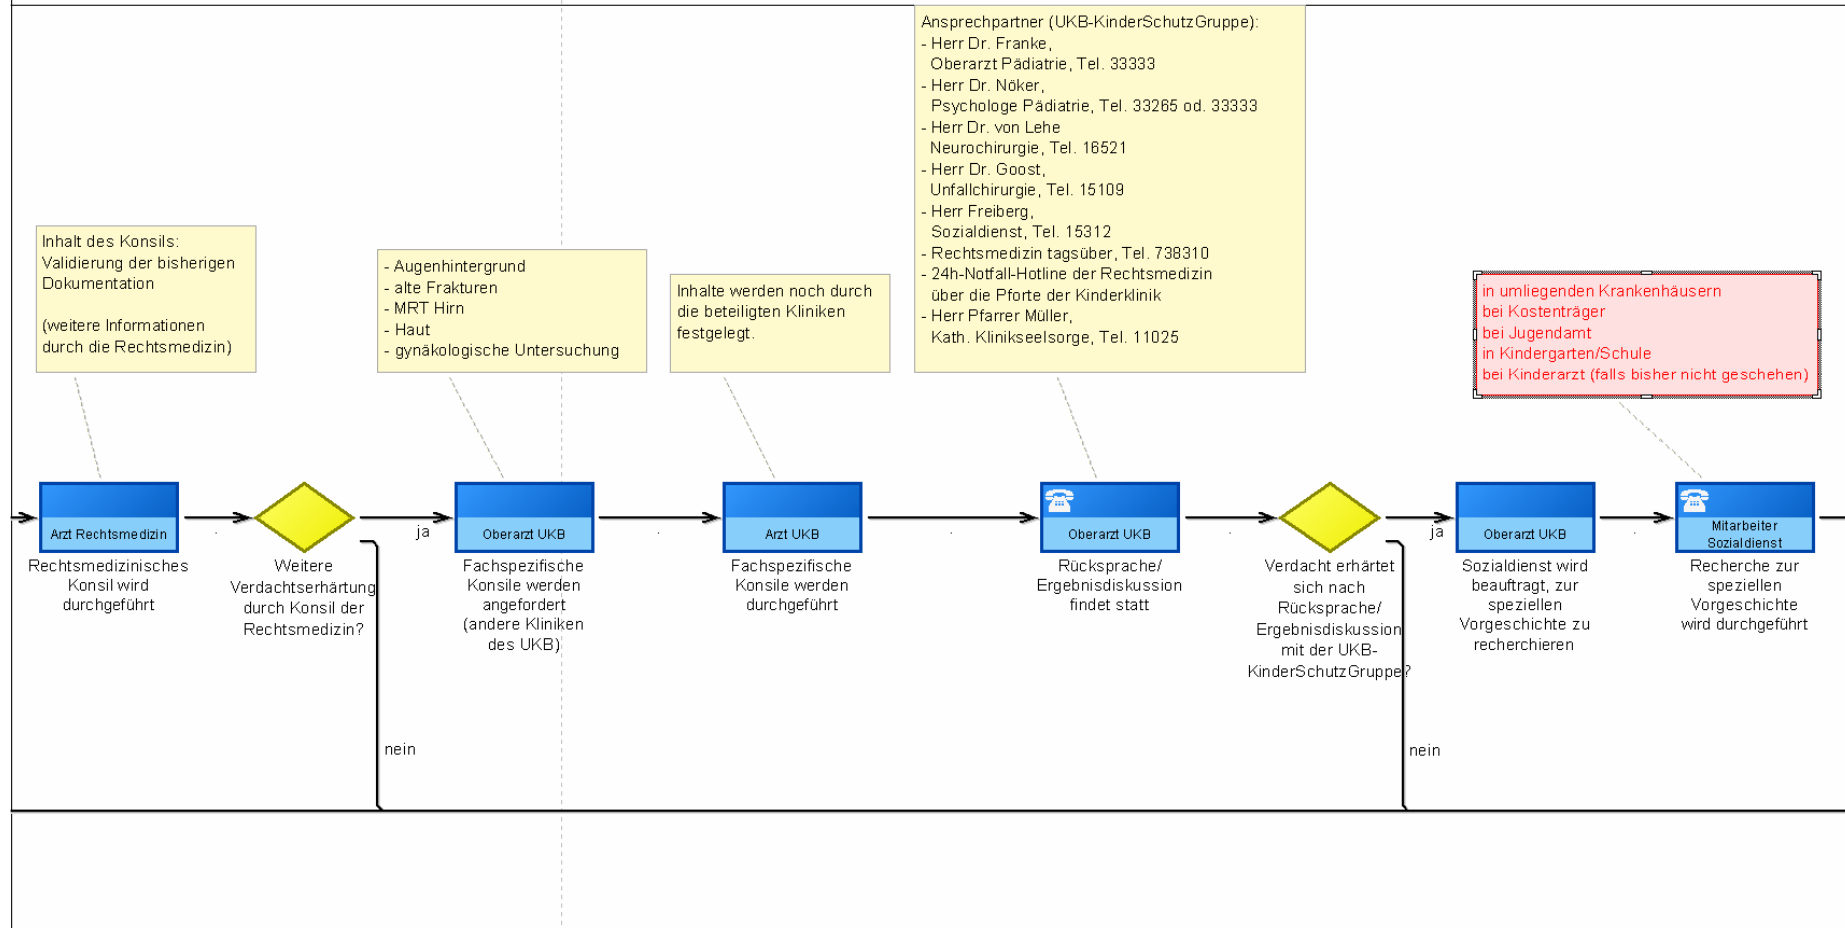 Ansprechpartner (UKB-KinderSchutzGruppe):
- Herr Dr. Franke,
Oberarzt Pädiatrie, Tel. 33333
- Herr Dr. Nöker,
Psychologe Pädiatrie, Tel. 33265 od. 33333
- Herr Dr. von Lehe
Neurochirurgie, Tel. 16521
- Herr Dr. Goost,
Unfallchirurgie, Tel. 15109
- Herr Freiberg,
Sozialdienst, Tel. 15312
- Rechtsmedizin tagsüber, Tel. 738310
- 24h-Notfall-Hotline der Rechtsmedizin
über die Pforte der Kinderklinik
- Herr Pfarrer Müller,
Kath. Klinikseelsorge, Tel. 11025
Inhalt des Konsils:
Validierung der bisherigen
Dokumentation
(weitere Informationen
durch die Rechtsmedizin)
- Augenhintergrund
- alte Frakturen
- MRT Hirn
- Haut
- gynäkologische Untersuchung
Inhalte werden noch durch
die beteiligten Kliniken
festgelegt.
in umliegenden Krankenhäusern
bei Kostenträger
bei Jugendamt
in Kindergarten/Schule
bei Kinderarzt (falls bisher nicht geschehen)
Arzt Rechtsmedizin
Rechtsmedizinisches
Konsil wird
durchgeführt
Weitere
Verdachtserhärtung
durch Konsil der
Rechtsmedizin?
ja
nein
Oberarzt UKB
Fachspezifische
Konsile werden
angefordert
(andere Kliniken
des UKB)
Arzt UKB
Fachspezifische
Konsile werden
durchgeführt
Oberarzt UKB
Rücksprache/
Ergebnisdiskussion
findet statt
Verdacht erhärtet
sich nach
Rücksprache/
Ergebnisdiskussion
mit der UKB-
KinderSchutzGruppe?
ja
nein
Oberarzt UKB
Sozialdienst wird
beauftragt, zur
speziellen
Vorgeschichte zu
recherchieren
Mitarbeiter
Sozialdienst
Recherche zur
speziellen
Vorgeschichte
wird durchgeführt